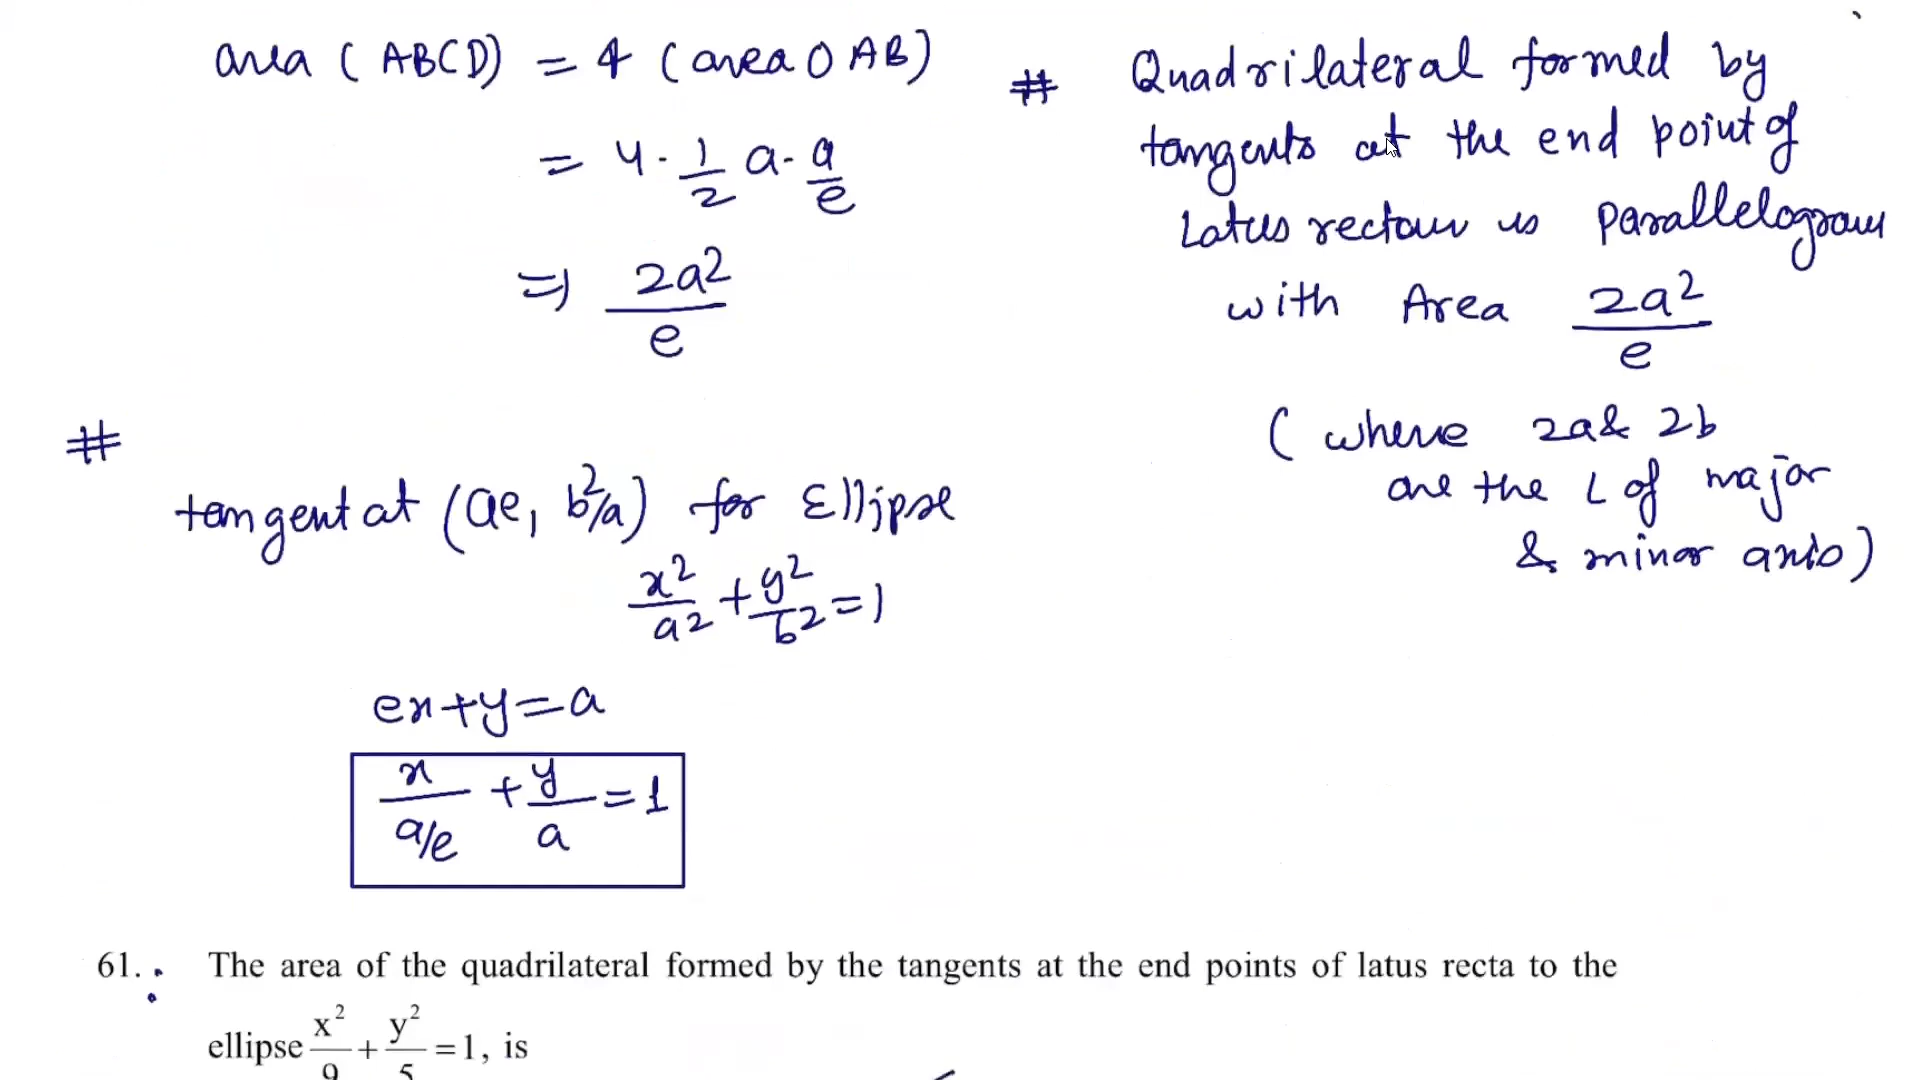 area (ABCD) = 4 (area OAB)
= 4 · 1/2 a · a/e
⇒ 2a²/e
# Quadrilateral formed by
tangents at the end point of
Latus rectum is parallelogram
with Area 2a²/e
(where 2a & 2b
are the L of major
& minor axis)
#
tangent at (ae, b²/a) for Ellipse
x²/a² + y²/b² = 1
ex+y=a
x/(a/e) + y/a = 1
61. The area of the quadrilateral formed by the tangents at the end points of latus recta to the
ellipse x²/9 + y²/5 = 1, is